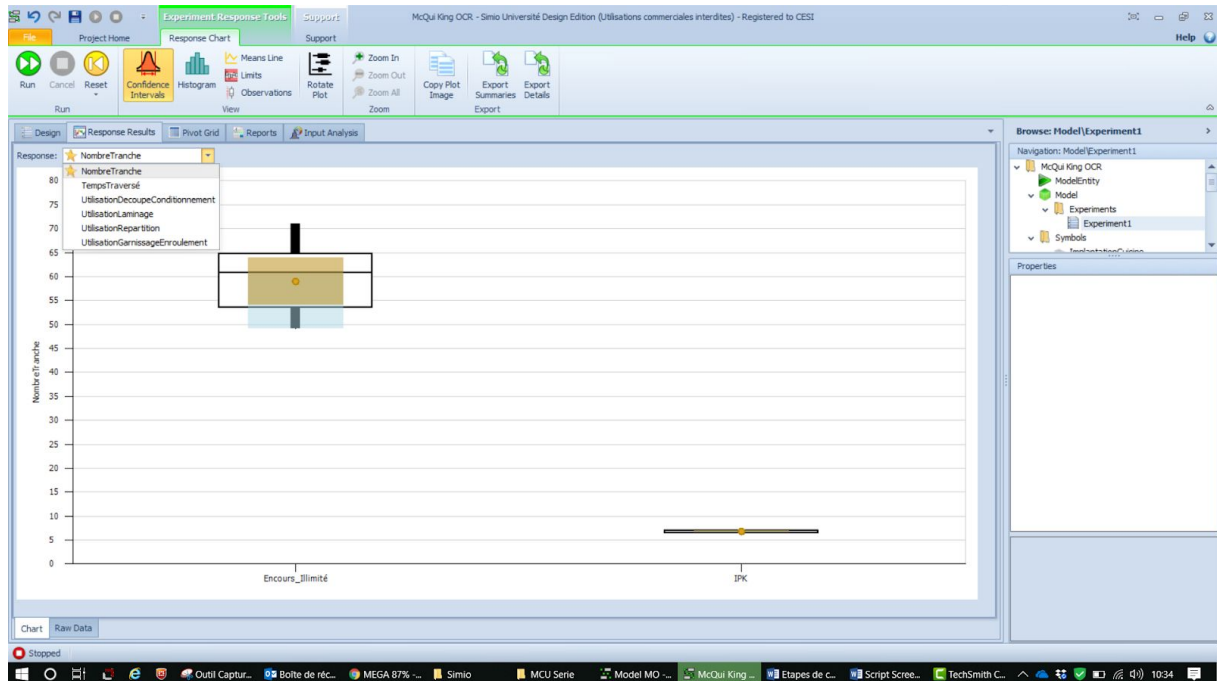 Experiment Response Tools Support McQui King OCR - Simio Université Design Edition (Utilisations commerciales interdites) - Registered to CESI
File Project Home Response Chart Support Help
Run Cancel Reset Confidence Intervals Histogram Means Line Limits Observations Rotate Plot Zoom In Zoom Out Zoom All Copy Plot Image Export Summaries Export Details
Run View Zoom Export
Design Response Results Pivot Grid Reports Input Analysis
Response: NombreTranche
NombreTranche
TempsTraversé
UtilisationDecoupeConditionnement
UtilisationLaminage
UtilisationRepartition
UtilisationGarnissageEnroulement
80
75
70
65
60
55
50
45
40
35
30
25
20
15
10
5
0
NombreTranche
Encours_Illimité IPK
Browse: Model\Experiment1
Navigation: Model\Experiment1
McQui King OCR
ModelEntity
Model
Experiments
Experiment1
Symbols
Properties
Chart Raw Data
Stopped
Outil Captur... Boîte de réc... MEGA 87% -... Simio MCU Serie Model MO -... McQui King ... Etapes de c... Script Scree... TechSmith C... 10:34